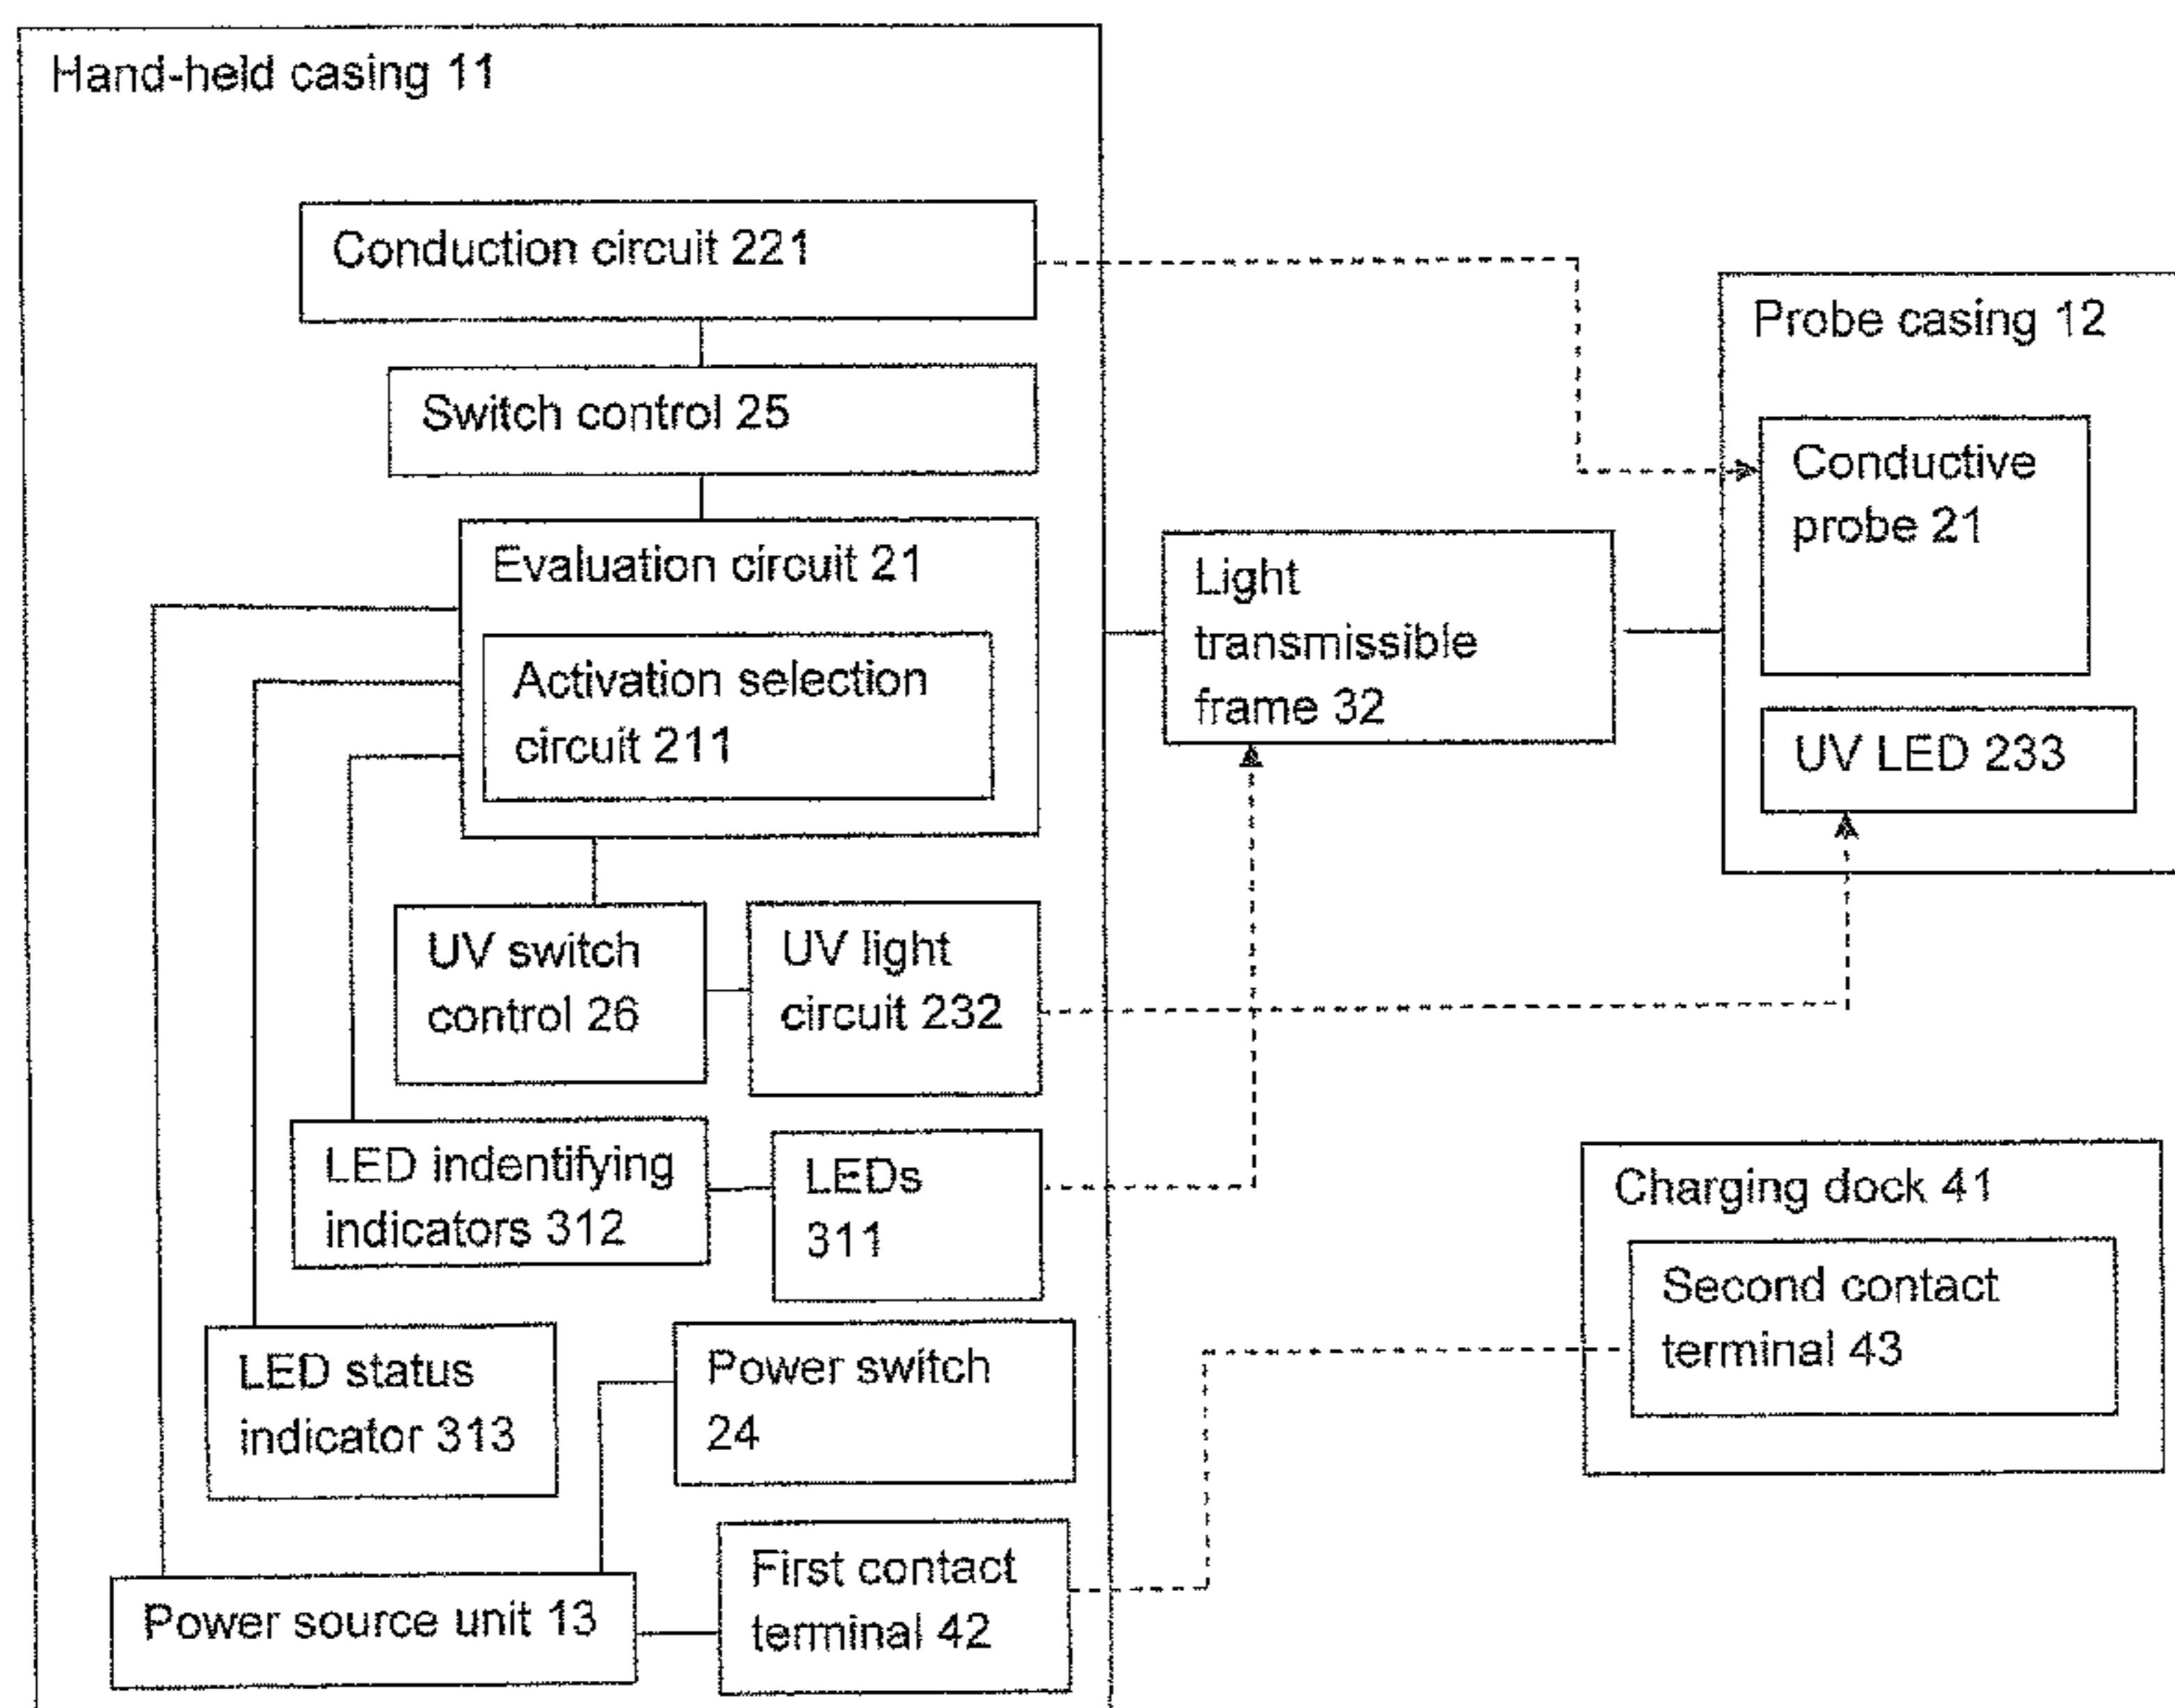 Hand-held casing 11
Conduction circuit 221
Switch control 25
Evaluation circuit 21
Activation selection
circuit 211
UV switch
control 26
UV light
circuit 232
LED indentifying
indicators 312
LEDs
311
LED status
indicator 313
Power switch
24
Power source unit 13
First contact
terminal 42
Light
transmissible
frame 32
Probe casing 12
Conductive
probe 21
UV LED 233
Charging dock 41
Second contact
terminal 43